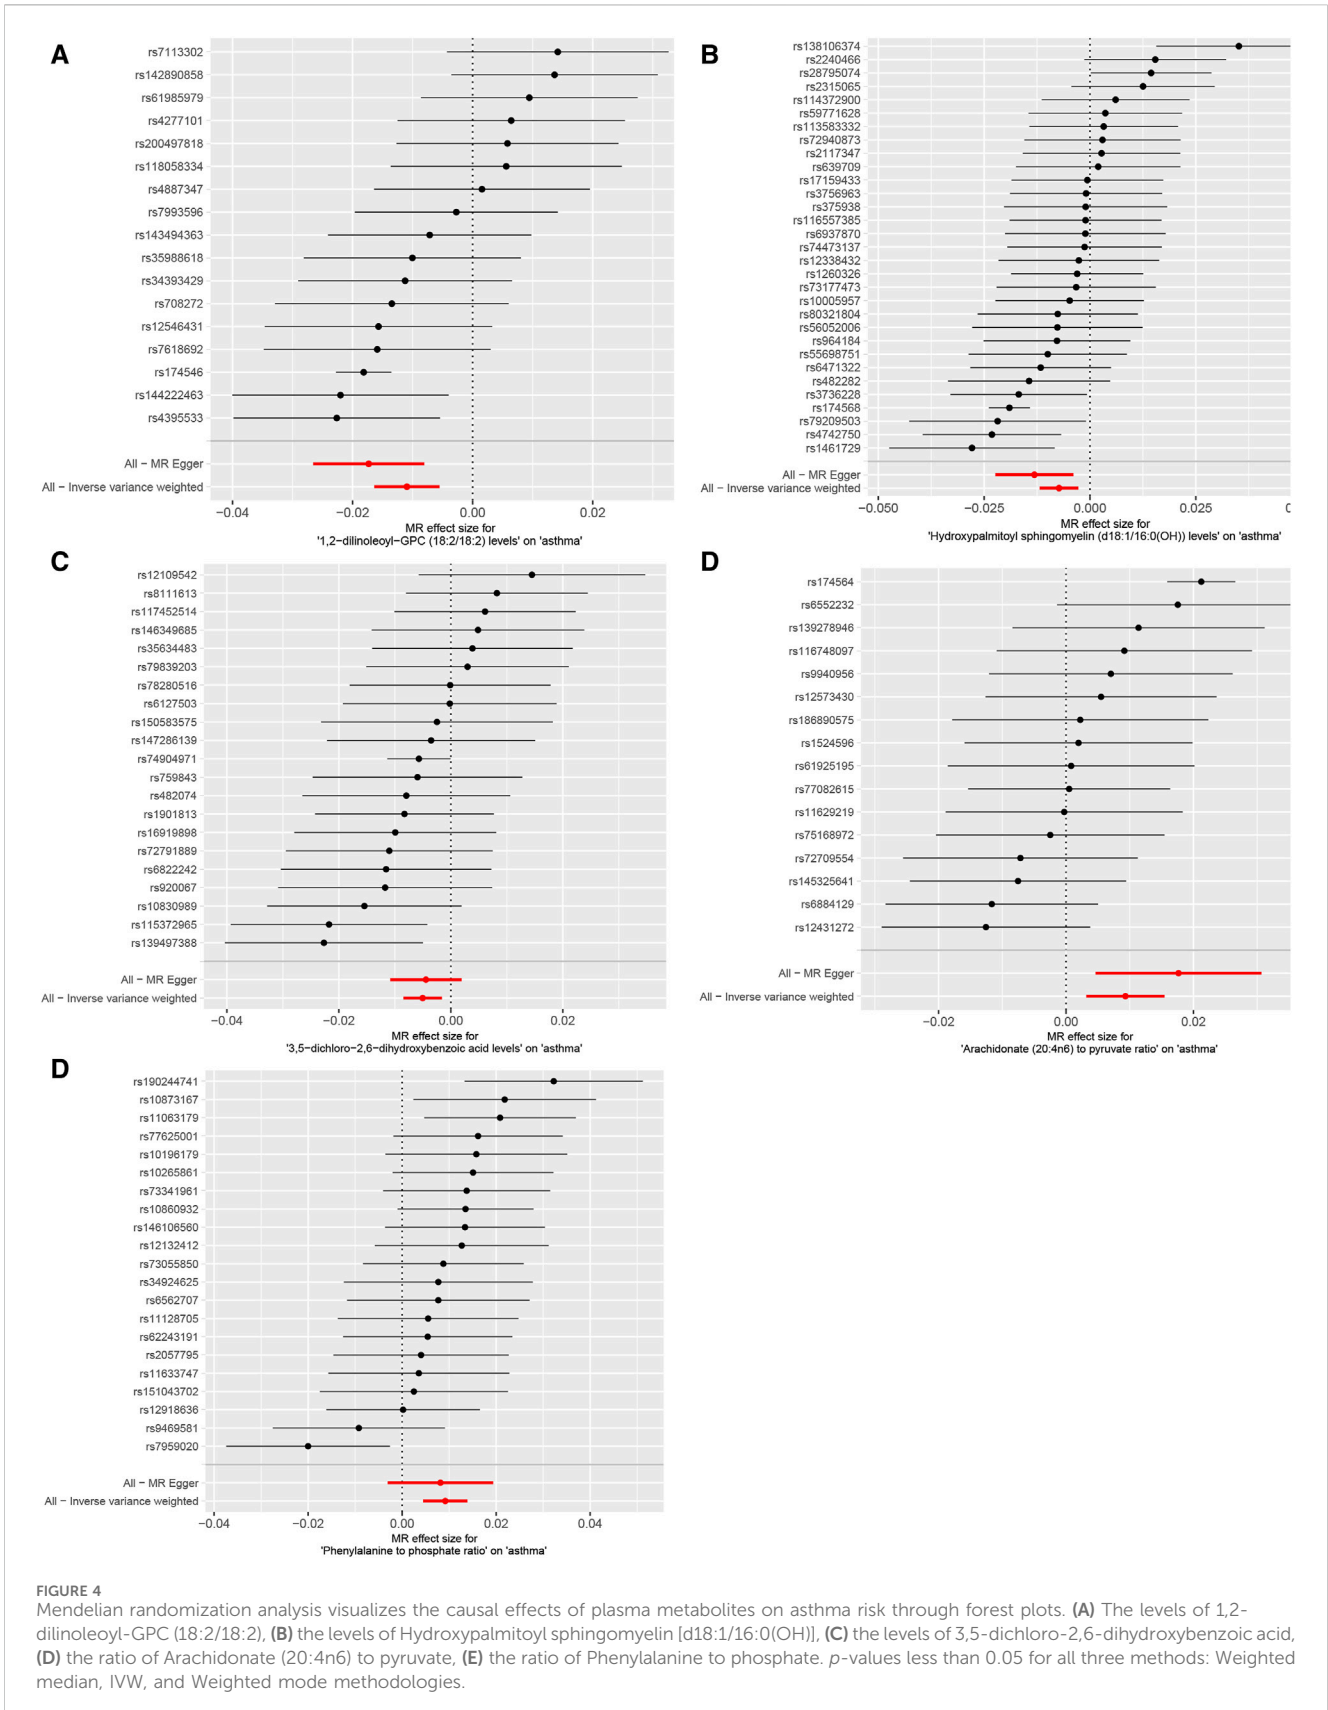 A
rs7113302
rs142890858
rs61985979
rs4277101
rs200497818
rs118058334
rs4887347
rs7993596
rs143494363
rs35988618
rs34393429
rs708272
rs12546431
rs7618692
rs174546
rs144222463
rs4395533
All − MR Egger
All − Inverse variance weighted
−0.04 −0.02 0.00 0.02
MR effect size for
'1,2−dilinoleoyl−GPC (18:2/18:2) levels' on 'asthma'
B
rs138106374
rs2240466
rs28795074
rs2315065
rs114372900
rs59771628
rs113583332
rs72940873
rs2117347
rs639709
rs17159433
rs3756963
rs375938
rs116557385
rs6937870
rs74473137
rs12338432
rs1260326
rs73177473
rs10005957
rs80321804
rs56052006
rs964184
rs55698751
rs6471322
rs482282
rs3736228
rs174568
rs79209503
rs4742750
rs1461729
All − MR Egger
All − Inverse variance weighted
−0.050 −0.025 0.000 0.025
MR effect size for
'Hydroxypalmitoyl sphingomyelin (d18:1/16:0(OH)) levels' on 'asthma'
C
rs12109542
rs8111613
rs117452514
rs146349685
rs35634483
rs79839203
rs78280516
rs6127503
rs150583575
rs147286139
rs74904971
rs759843
rs482074
rs1901813
rs16919898
rs72791889
rs6822242
rs920067
rs10830989
rs115372965
rs139497388
All − MR Egger
All − Inverse variance weighted
−0.04 −0.02 0.00 0.02
MR effect size for
'3,5−dichloro−2,6−dihydroxybenzoic acid levels' on 'asthma'
D
rs174564
rs6552232
rs139278946
rs116748097
rs9940956
rs12573430
rs186890575
rs1524596
rs61925195
rs77082615
rs11629219
rs75168972
rs72709554
rs145325641
rs6884129
rs12431272
All − MR Egger
All − Inverse variance weighted
−0.02 0.00 0.02
MR effect size for
'Arachidonate (20:4n6) to pyruvate ratio' on 'asthma'
D
rs190244741
rs10873167
rs11063179
rs77625001
rs10196179
rs10265861
rs73341961
rs10860932
rs146106560
rs12132412
rs73055850
rs34924625
rs6562707
rs11128705
rs62243191
rs2057795
rs11633747
rs151043702
rs12918636
rs9469581
rs7959020
All − MR Egger
All − Inverse variance weighted
−0.04 −0.02 0.00 0.02 0.04
MR effect size for
'Phenylalanine to phosphate ratio' on 'asthma'
FIGURE 4
Mendelian randomization analysis visualizes the causal effects of plasma metabolites on asthma risk through forest plots. (A) The levels of 1,2-
dilinoleoyl-GPC (18:2/18:2), (B) the levels of Hydroxypalmitoyl sphingomyelin [d18:1/16:0(OH)], (C) the levels of 3,5-dichloro-2,6-dihydroxybenzoic acid,
(D) the ratio of Arachidonate (20:4n6) to pyruvate, (E) the ratio of Phenylalanine to phosphate. p-values less than 0.05 for all three methods: Weighted
median, IVW, and Weighted mode methodologies.